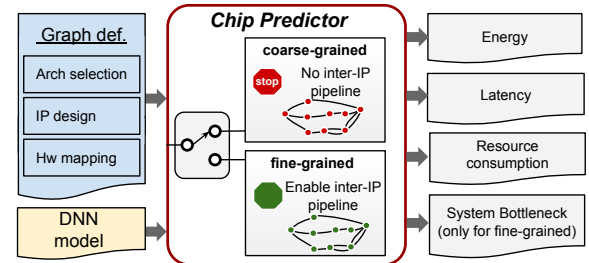 Graph def.
Arch selection
IP design
Hw mapping
DNN
model
Chip Predictor
coarse-grained
stop
No inter-IP
pipeline
fine-grained
Enable inter-IP
pipeline
Energy
Latency
Resource
consumption
System Bottleneck
(only for fine-grained)